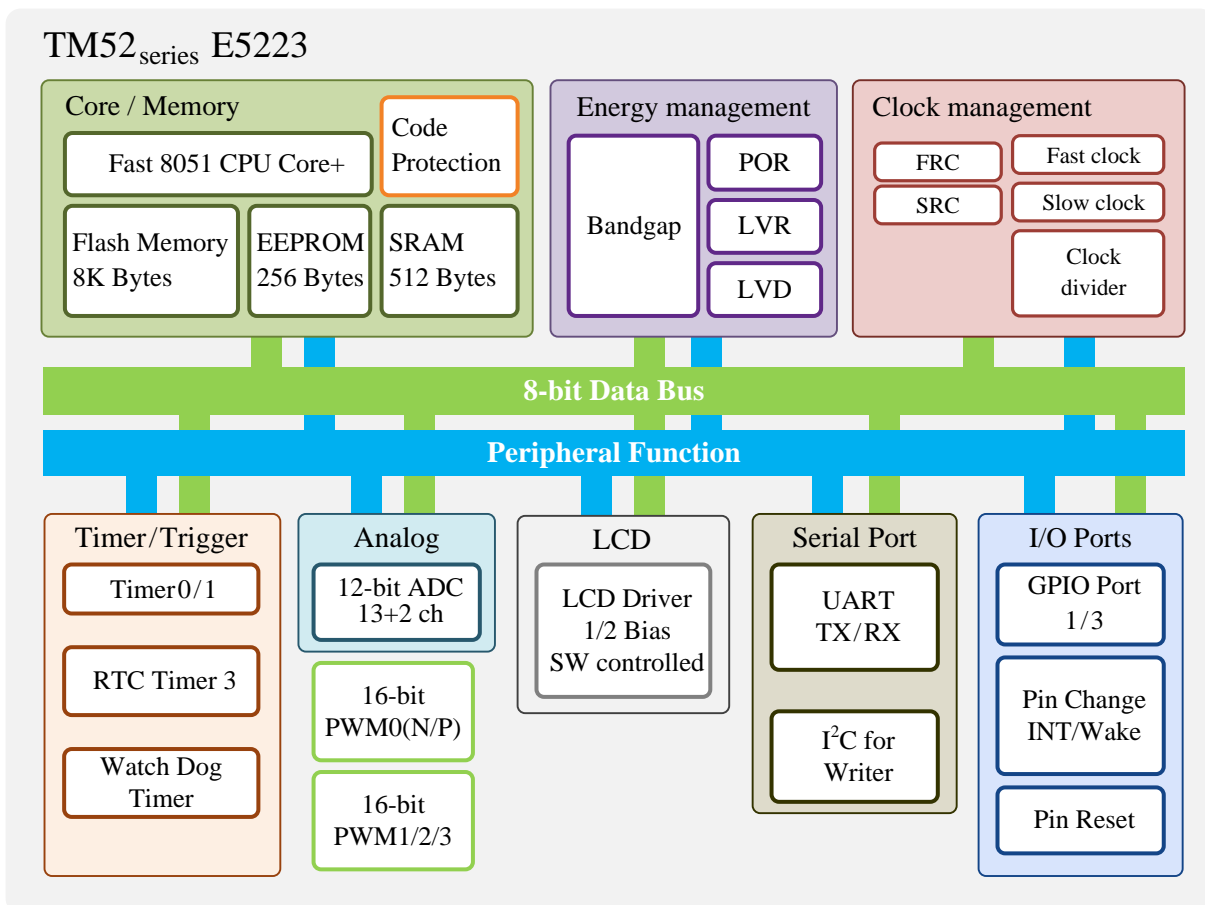 TM52series E5223
Core / Memory
Fast 8051 CPU Core+
Code
Protection
Flash Memory
8K Bytes
EEPROM
256 Bytes
SRAM
512 Bytes
Energy management
Bandgap
POR
LVR
LVD
Clock management
FRC
SRC
Fast clock
Slow clock
Clock
divider
8-bit Data Bus
Peripheral Function
Timer/Trigger
Timer0/1
RTC Timer 3
Watch Dog
Timer
Analog
12-bit ADC
13+2 ch
16-bit
PWM0(N/P)
16-bit
PWM1/2/3
LCD
LCD Driver
1/2 Bias
SW controlled
Serial Port
UART
TX/RX
I²C for
Writer
I/O Ports
GPIO Port
1/3
Pin Change
INT/Wake
Pin Reset